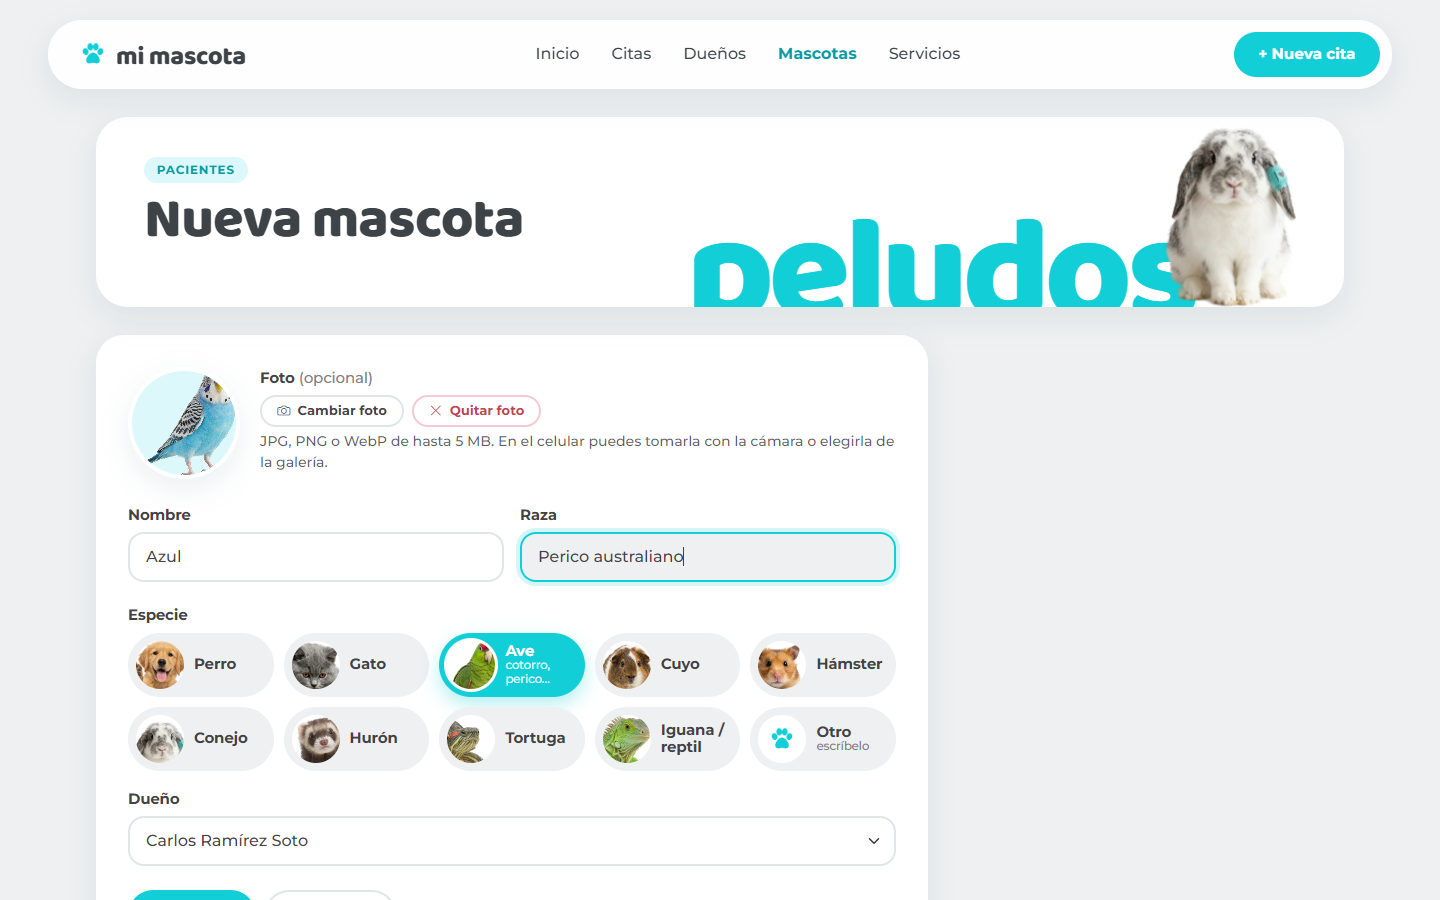 mi mascota
Inicio
Citas
Dueños
Mascotas
Servicios
+ Nueva cita
PACIENTES
Nueva mascota
peludos
Foto (opcional)
Cambiar foto
Quitar foto
JPG, PNG o WebP de hasta 5 MB. En el celular puedes tomarla con la cámara o elegirla de
la galería.
Nombre
Azul
Raza
Perico australiano
Especie
Perro
Gato
Ave
cotorro,
perico...
Cuyo
Hámster
Conejo
Hurón
Tortuga
Iguana /
reptil
Otro
escríbelo
Dueño
Carlos Ramírez Soto